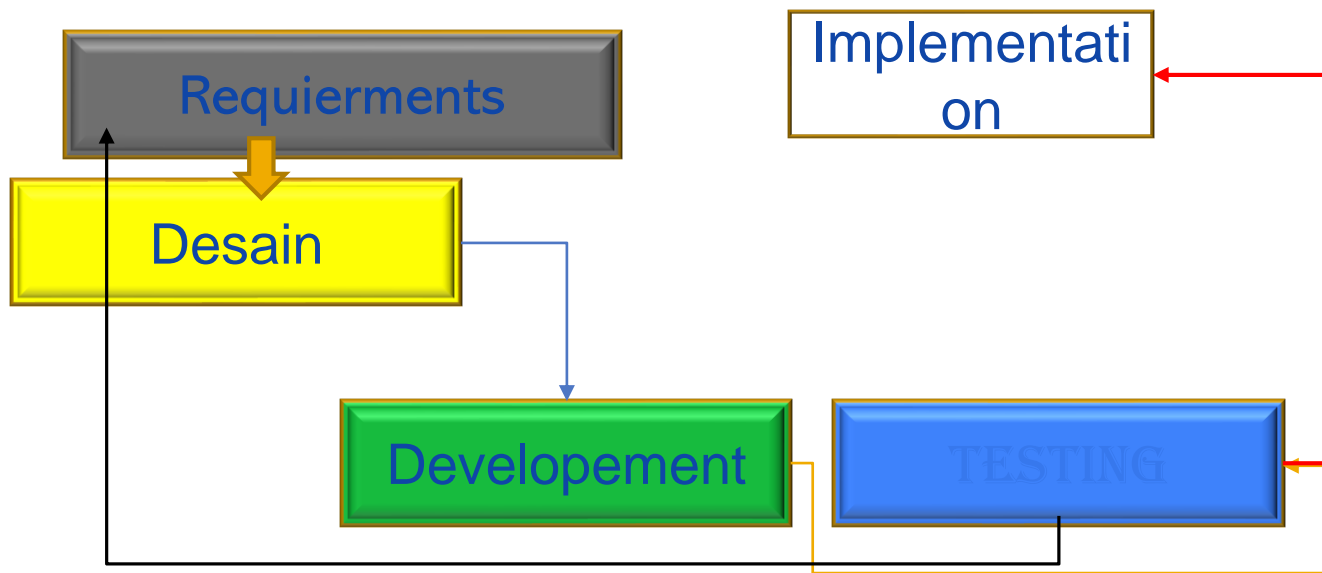 Requierments
Implementati
on
Desain
Developement
TESTING